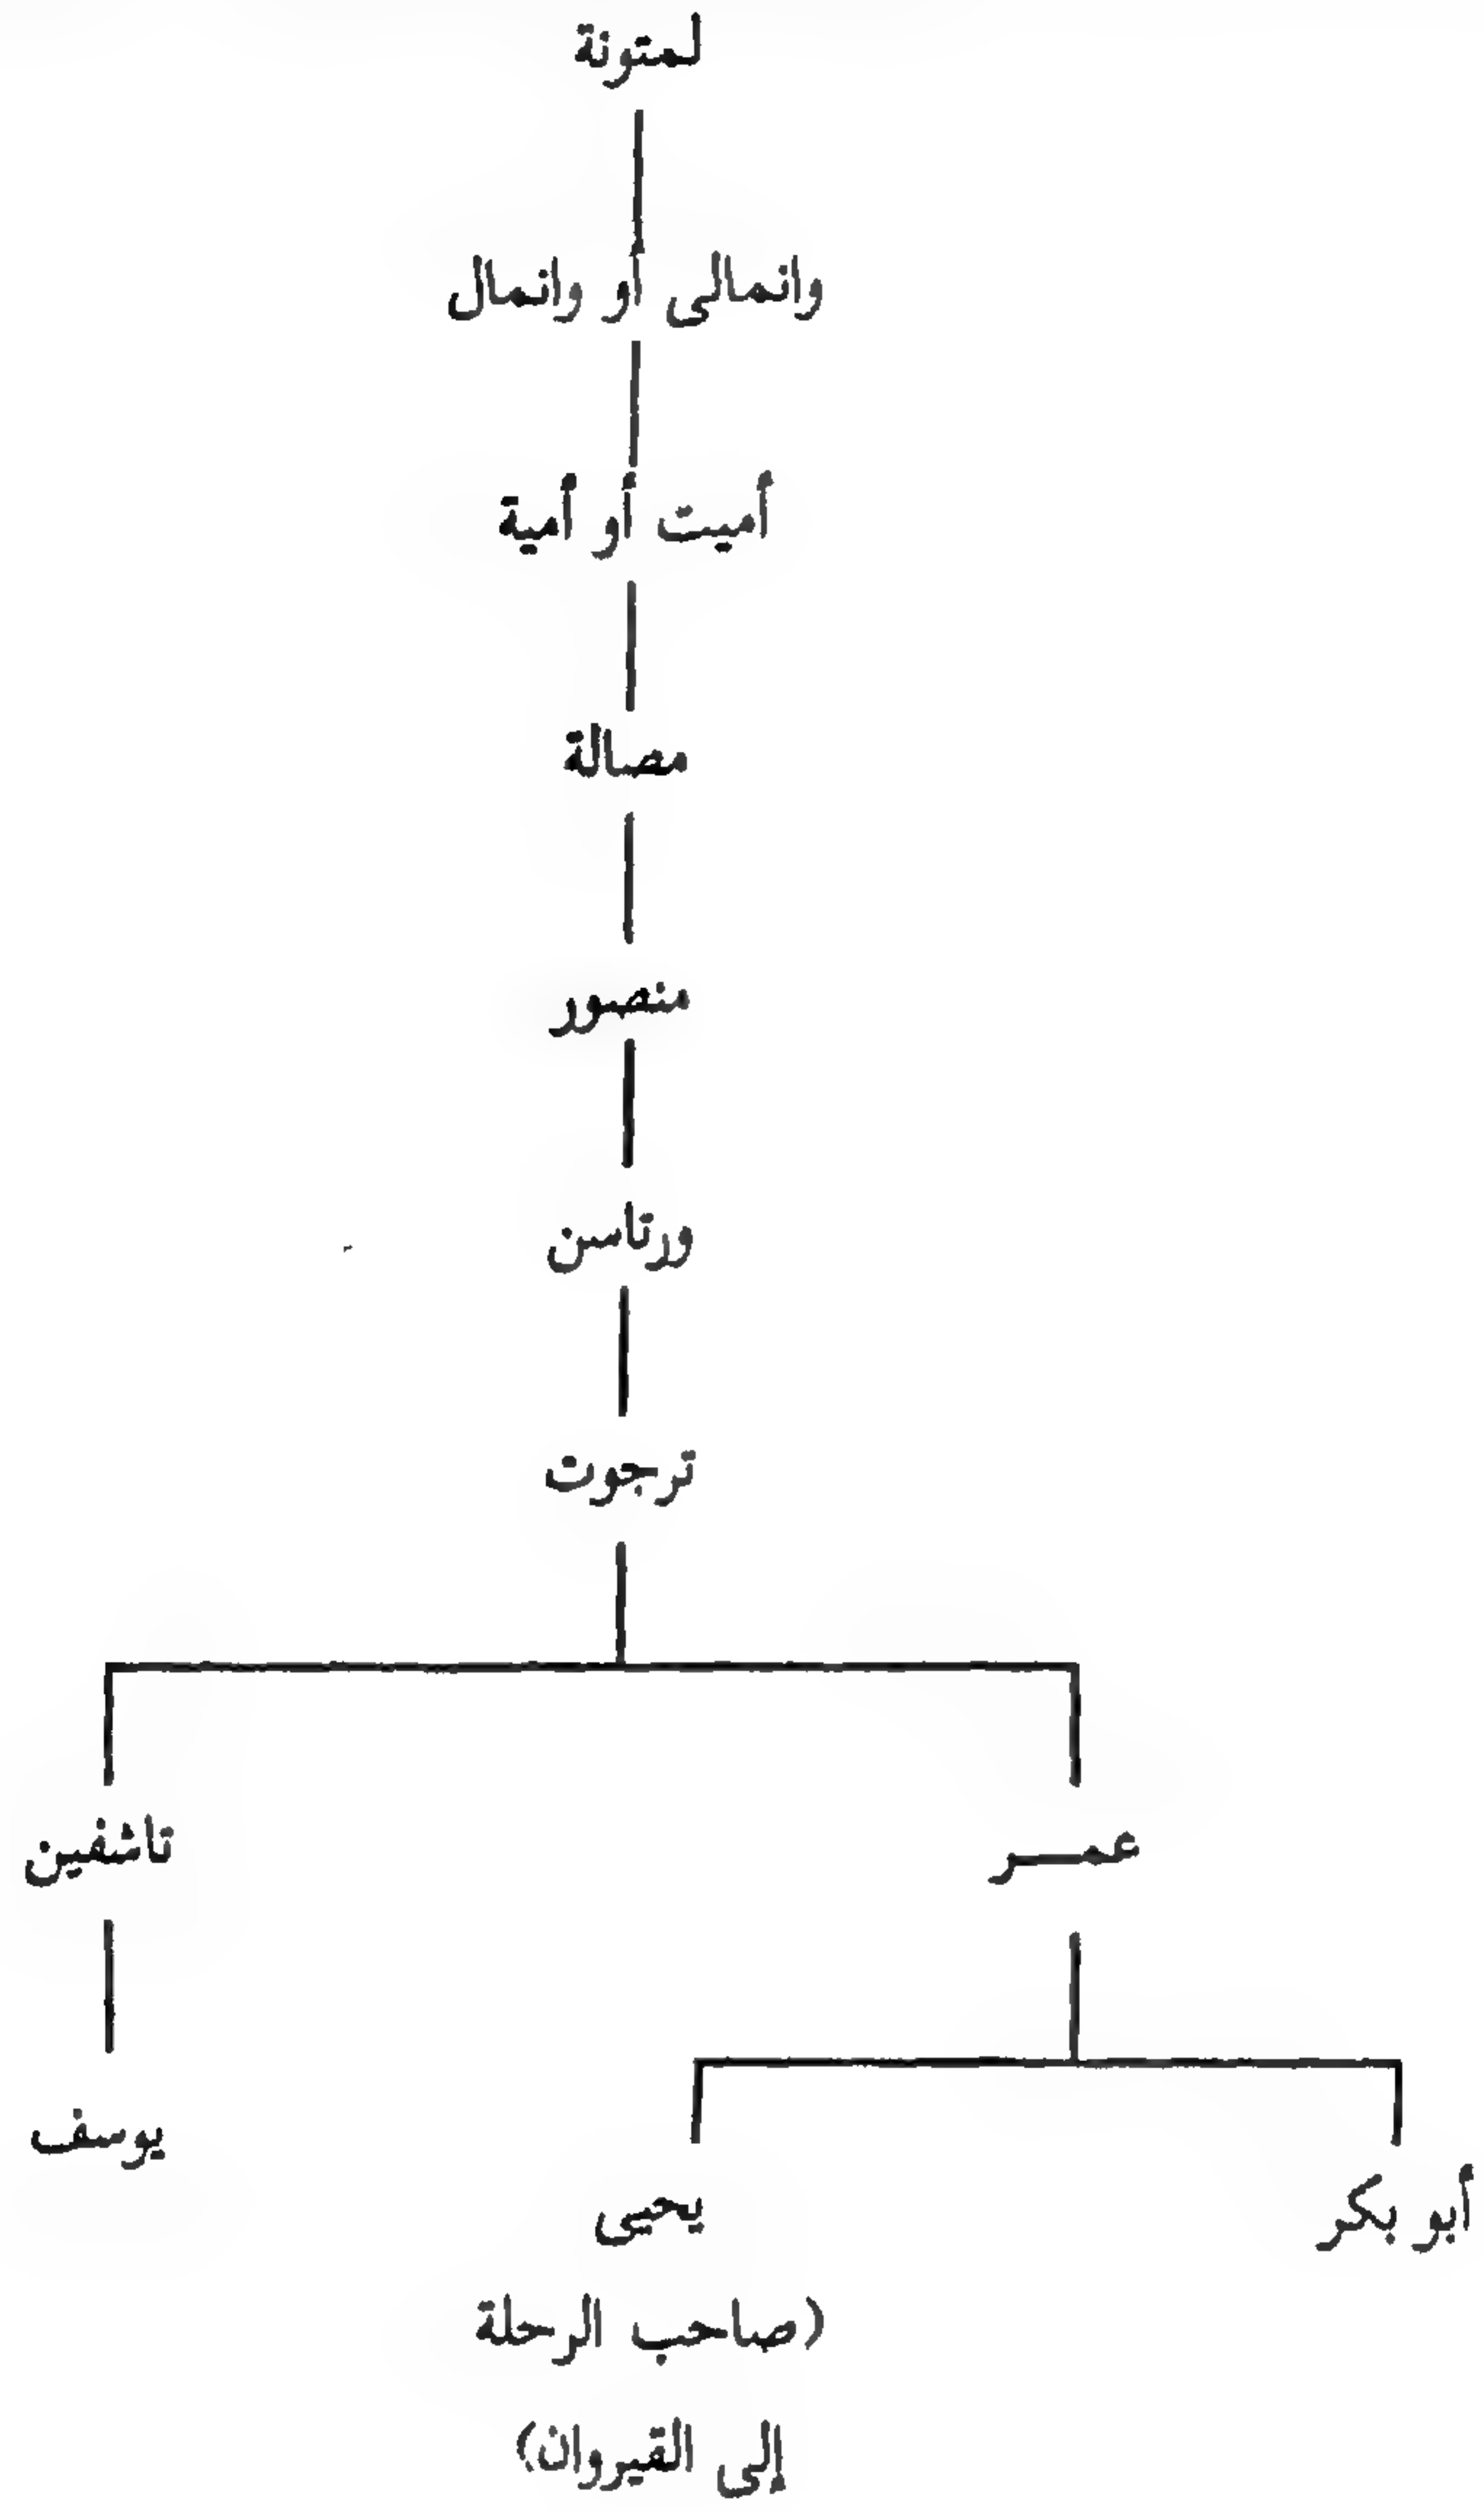 لمتونة
وانمالى أو وانمال
أميت أو أمية
مصالة
منصور
ورتاسن
ترجوت
عمـــر
تاشفين
يوسف
أبو بكر
يحيى
(صاحب الرحلة
إلى القيروان)